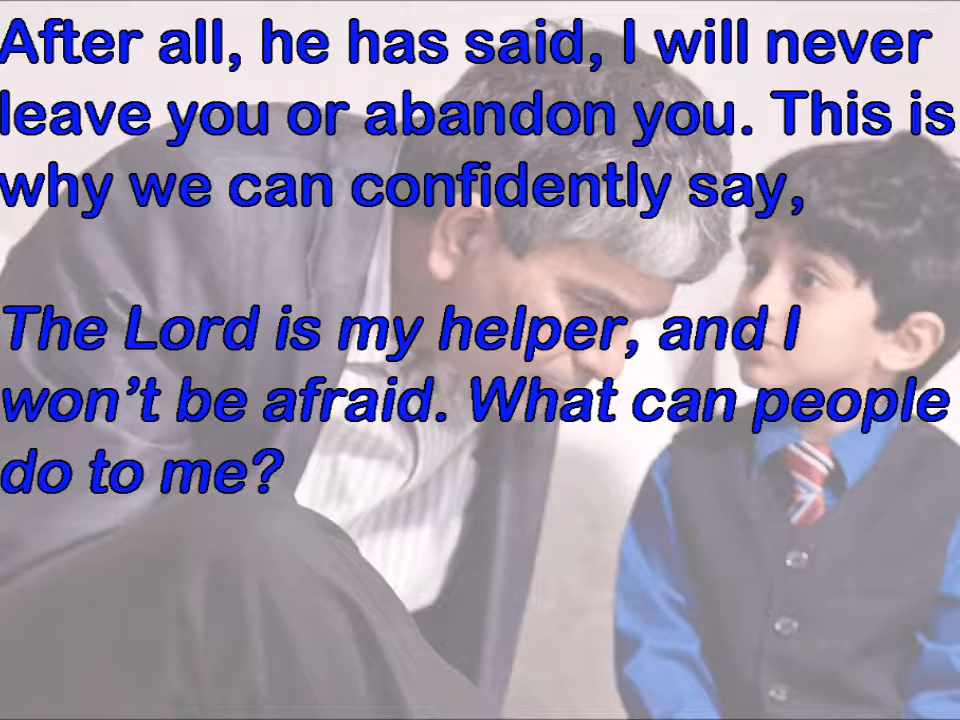 After all, he has said, I will never
leave you or abandon you. This is
why we can confidently say,
The Lord is my helper, and I
won’t be afraid. What can people
do to me?